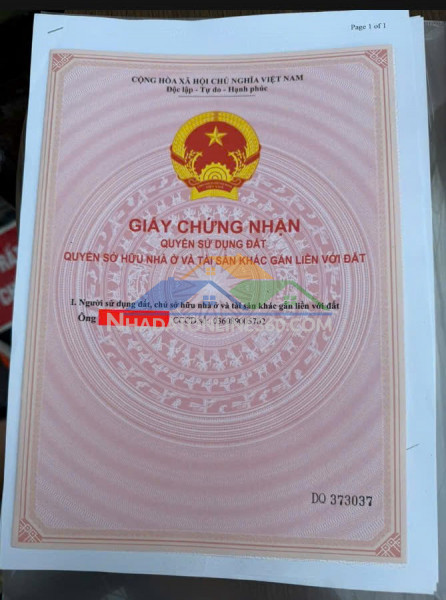 Page 1 of 1
CỘNG HÒA XÃ HỘI CHỦ NGHĨA VIỆT NAM
Độc lập - Tự do - Hạnh phúc
GIẤY CHỨNG NHẬN
QUYỀN SỬ DỤNG ĐẤT
QUYỀN SỞ HỮU NHÀ Ở VÀ TÀI SẢN KHÁC GẮN LIỀN VỚI ĐẤT
I. Người sử dụng đất, chủ sở hữu nhà ở và tài sản khác gắn liền với đất
Ông
DQ 373037